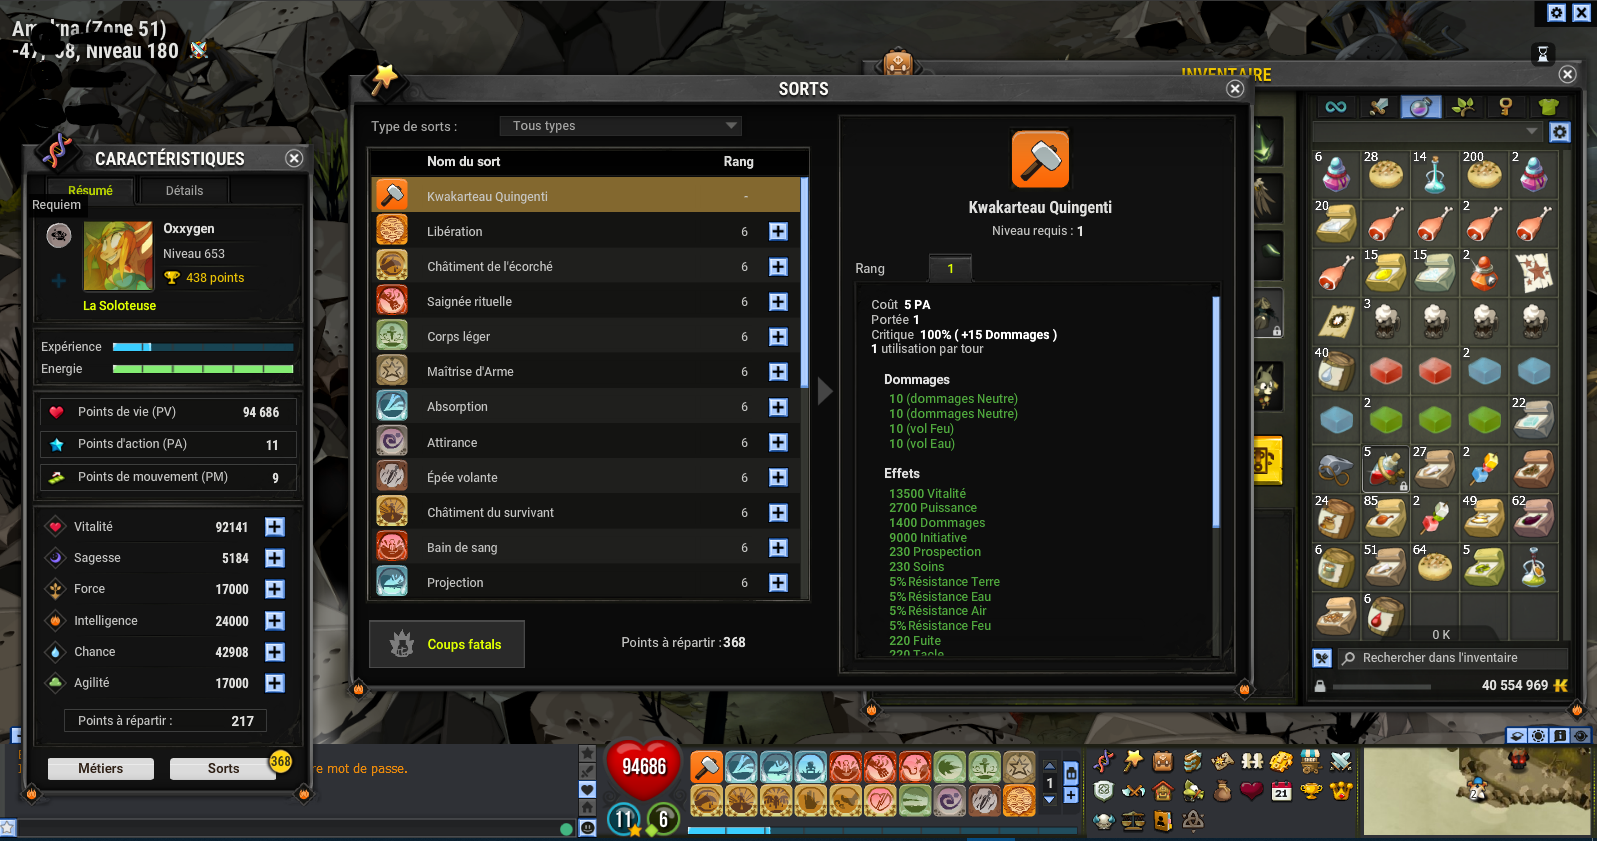 (Zone 51)
Niveau 180
CARACTÉRISTIQUES
Résumé
Détails
Requiem
Oxxygen
Niveau 653
438 points
La Soloteuse
Expérience
Energie
Points de vie (PV) 94 686
Points d'action (PA) 11
Points de mouvement (PM) 9
Vitalité 92141
Sagesse 5184
Force 17000
Intelligence 24000
Chance 42908
Agilité 17000
Points à répartir : 217
Métiers
Sorts
368
SORTS
Type de sorts :
Tous types
Nom du sort Rang
Kwakarteau Quingenti -
Libération 6
Châtiment de l'écorché 6
Saignée rituelle 6
Corps léger 6
Maîtrise d'Arme 6
Absorption 6
Attirance 6
Épée volante 6
Châtiment du survivant 6
Bain de sang 6
Projection 6
Coups fatals
Points à répartir : 368
Kwakarteau Quingenti
Niveau requis : 1
Rang 1
Coût 5 PA
Portée 1
Critique 100% ( +15 Dommages )
1 utilisation par tour
Dommages
10 (dommages Neutre)
10 (dommages Neutre)
10 (vol Feu)
10 (vol Eau)
Effets
13500 Vitalité
2700 Puissance
1400 Dommages
9000 Initiative
230 Prospection
230 Soins
5% Résistance Terre
5% Résistance Eau
5% Résistance Air
5% Résistance Feu
220 Fuite
220 Tacle
INVENTAIRE
6 28 14 200 2
20 2
15 15 2
3
40 2
2 22
5 27 2
24 85 2 49 62
6 51 64 5
6
0 K
Rechercher dans l'inventaire
40 554 969 K
re mot de passe.
94686
11 6
1
21
2